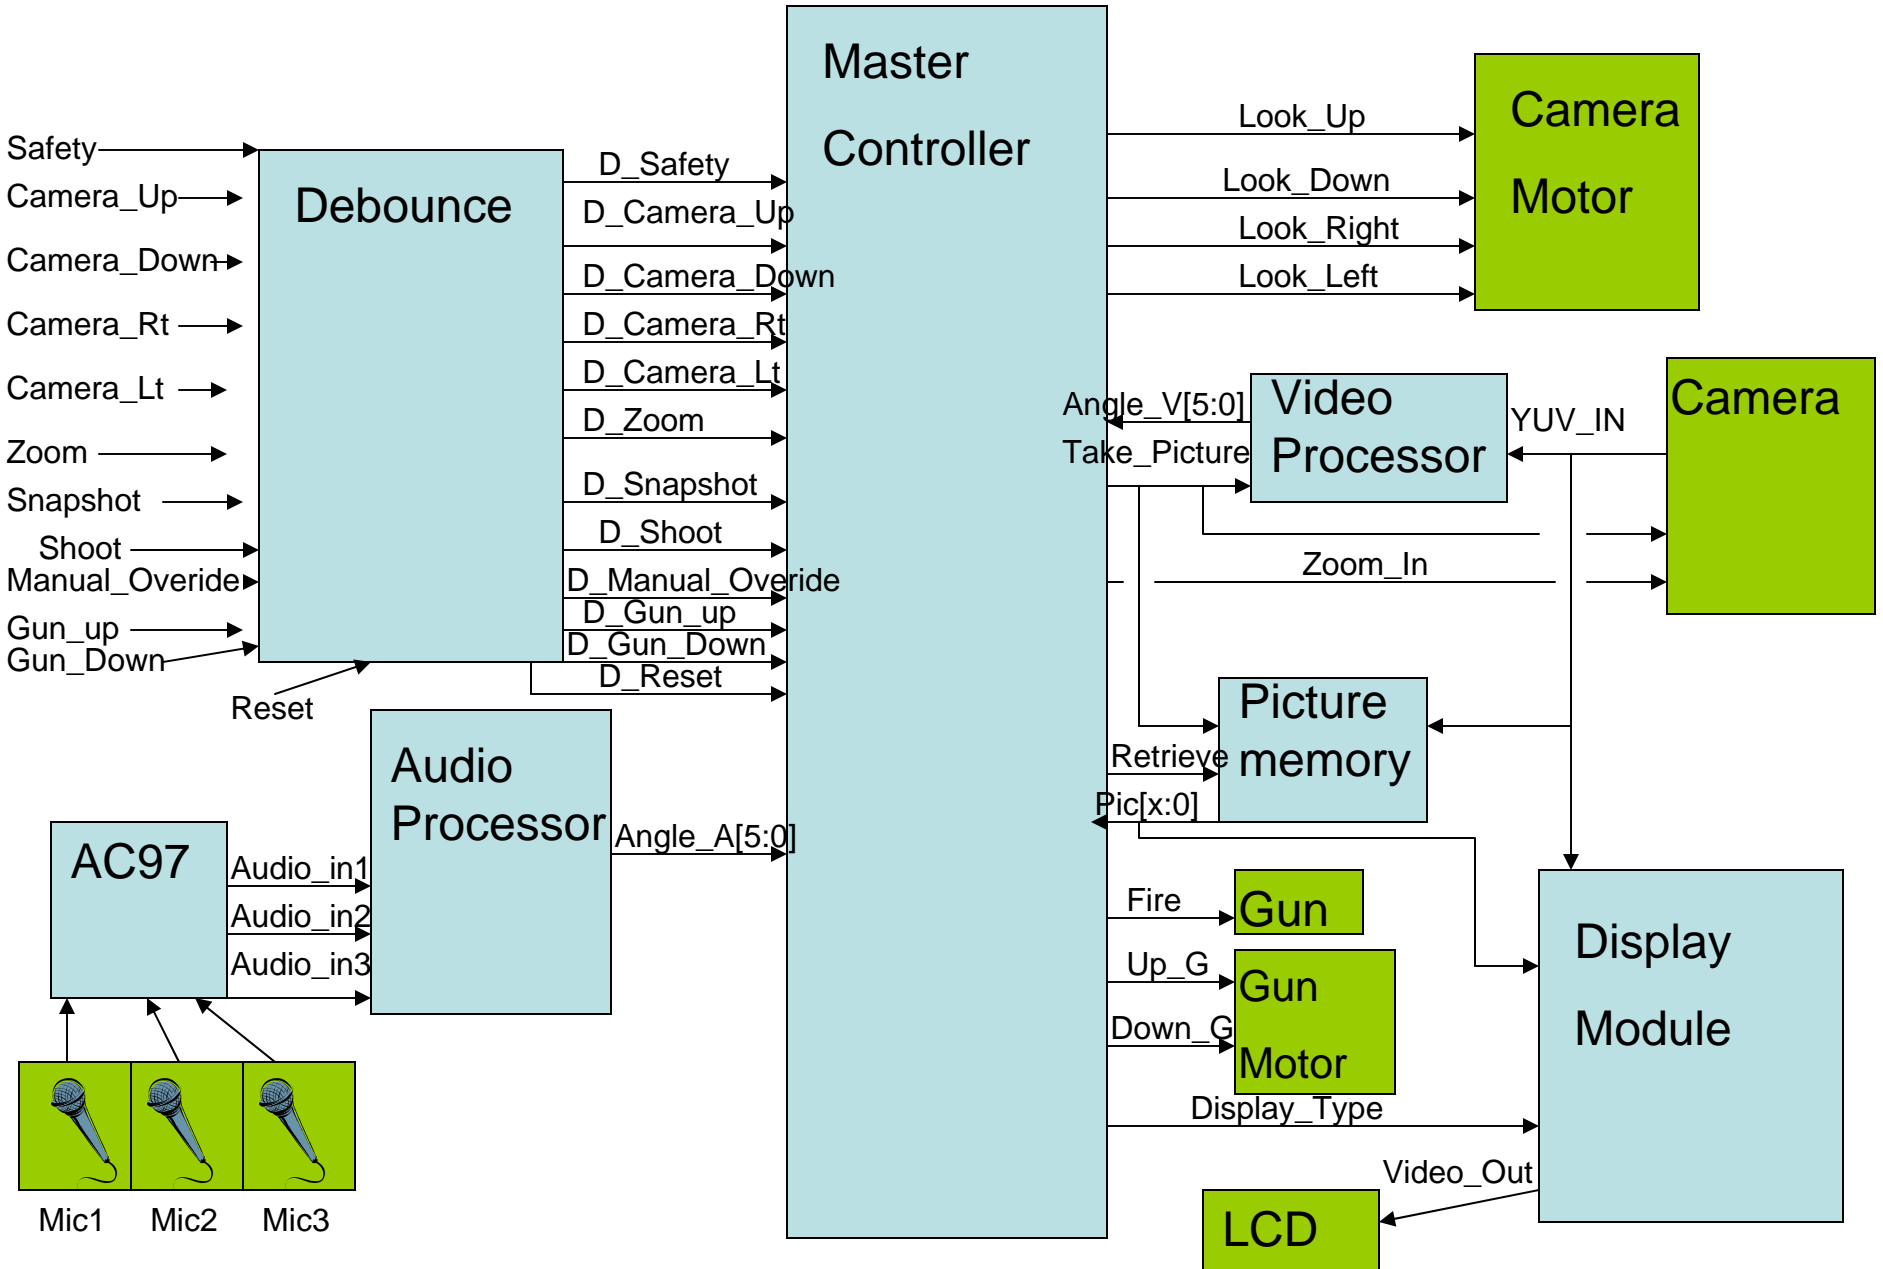 Safety
Camera_Up
Camera_Down
Camera_Rt
Camera_Lt
Zoom
Snapshot
Shoot
Manual_Overide
Gun_up
Gun_Down
Reset
Debounce
D_Safety
D_Camera_Up
D_Camera_Down
D_Camera_Rt
D_Camera_Lt
D_Zoom
D_Snapshot
D_Shoot
D_Manual_Overide
D_Gun_up
D_Gun_Down
D_Reset
Master
Controller
Look_Up
Look_Down
Look_Right
Look_Left
Camera
Motor
Angle_V[5:0]
Take_Picture
Video
Processor
YUV_IN
Camera
Zoom_In
Picture
memory
Retrieve
Pic[x:0]
Audio
Processor
Angle_A[5:0]
AC97
Audio_in1
Audio_in2
Audio_in3
Mic1
Mic2
Mic3
Fire
Gun
Up_G
Down_G
Gun
Motor
Display_Type
Display
Module
Video_Out
LCD